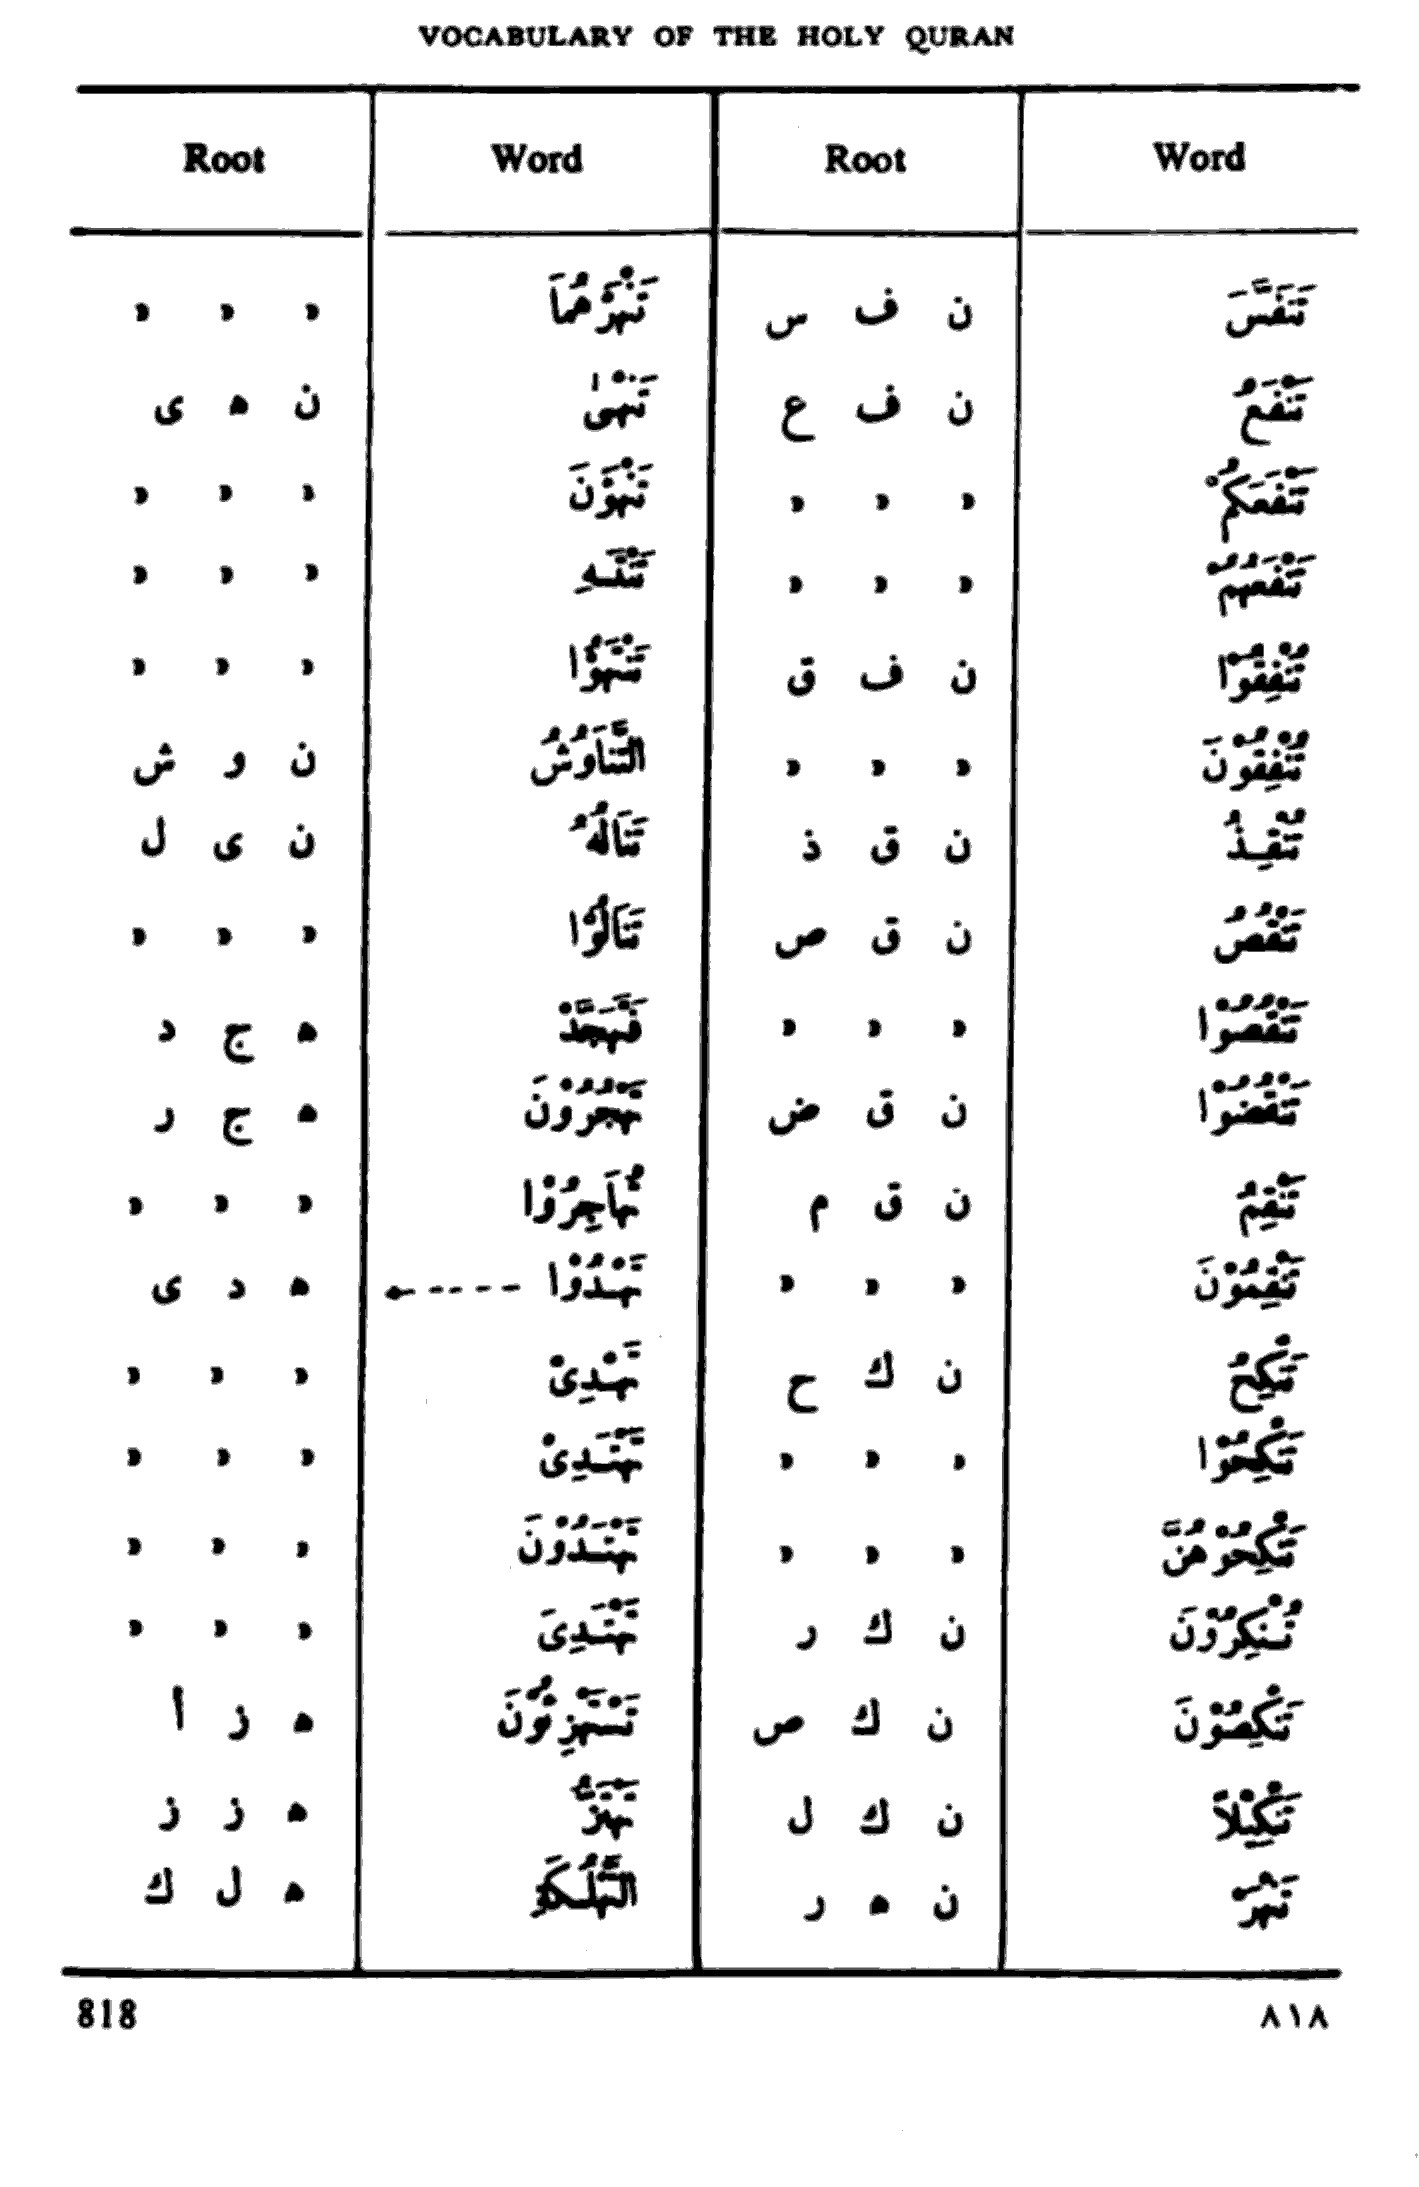 VOCABULARY OF THE HOLY QURAN
Root Word Root Word
تَنَفَّسَ ن ف س تَنْهَرْهُمَا " " "
تَنْفَعُ ن ف ع تَنْهٰى ن ه ى
تَنْفَعَكُمْ " " " تَنْهَوْنَ " " "
تَنْفَعُهُمْ " " " تَنْتَهِ " " "
تُنْفِقُوْا ن ف ق تَنْتَهُوْا " " "
تُنْفِقُوْنَ " " " التَّنَاوُشُ ن و ش
تُنْقِذُ ن ق ذ تَنَالُهُ ن ى ل
تَنْقُصُ ن ق ص تَنَالُوْا " " "
تَنْقُصُوْا " " " فَتَهَجَّدْ ه ج د
تَنْقُضُوْا ن ق ض تَهْجُرُوْنَ ه ج ر
تَنْقِمُ ن ق م تُهَاجِرُوْا " " "
تَنْقِمُوْنَ " " " تَهْدُوْا ه د ى
تَنْكِحُ ن ك ح تَهْدِىْ " " "
تَنْكِحُوْا " " " تَهْتَدِىْ " " "
تَنْكِحُوْهُنَّ " " " تَهْتَدُوْنَ " " "
تُنْكِرُوْنَ ن ك ر تَهْتَدِىَ " " "
تَنْكِصُوْنَ ن ك ص تَسْتَهْزِئُوْنَ ه ز أ
تَنْكِيْلًا ن ك ل تَهْتَزُّ ه ز ز
تَنْهَرْ ن ه ر التَّهْلُكَةِ ه ل ك
818 ٨١٨